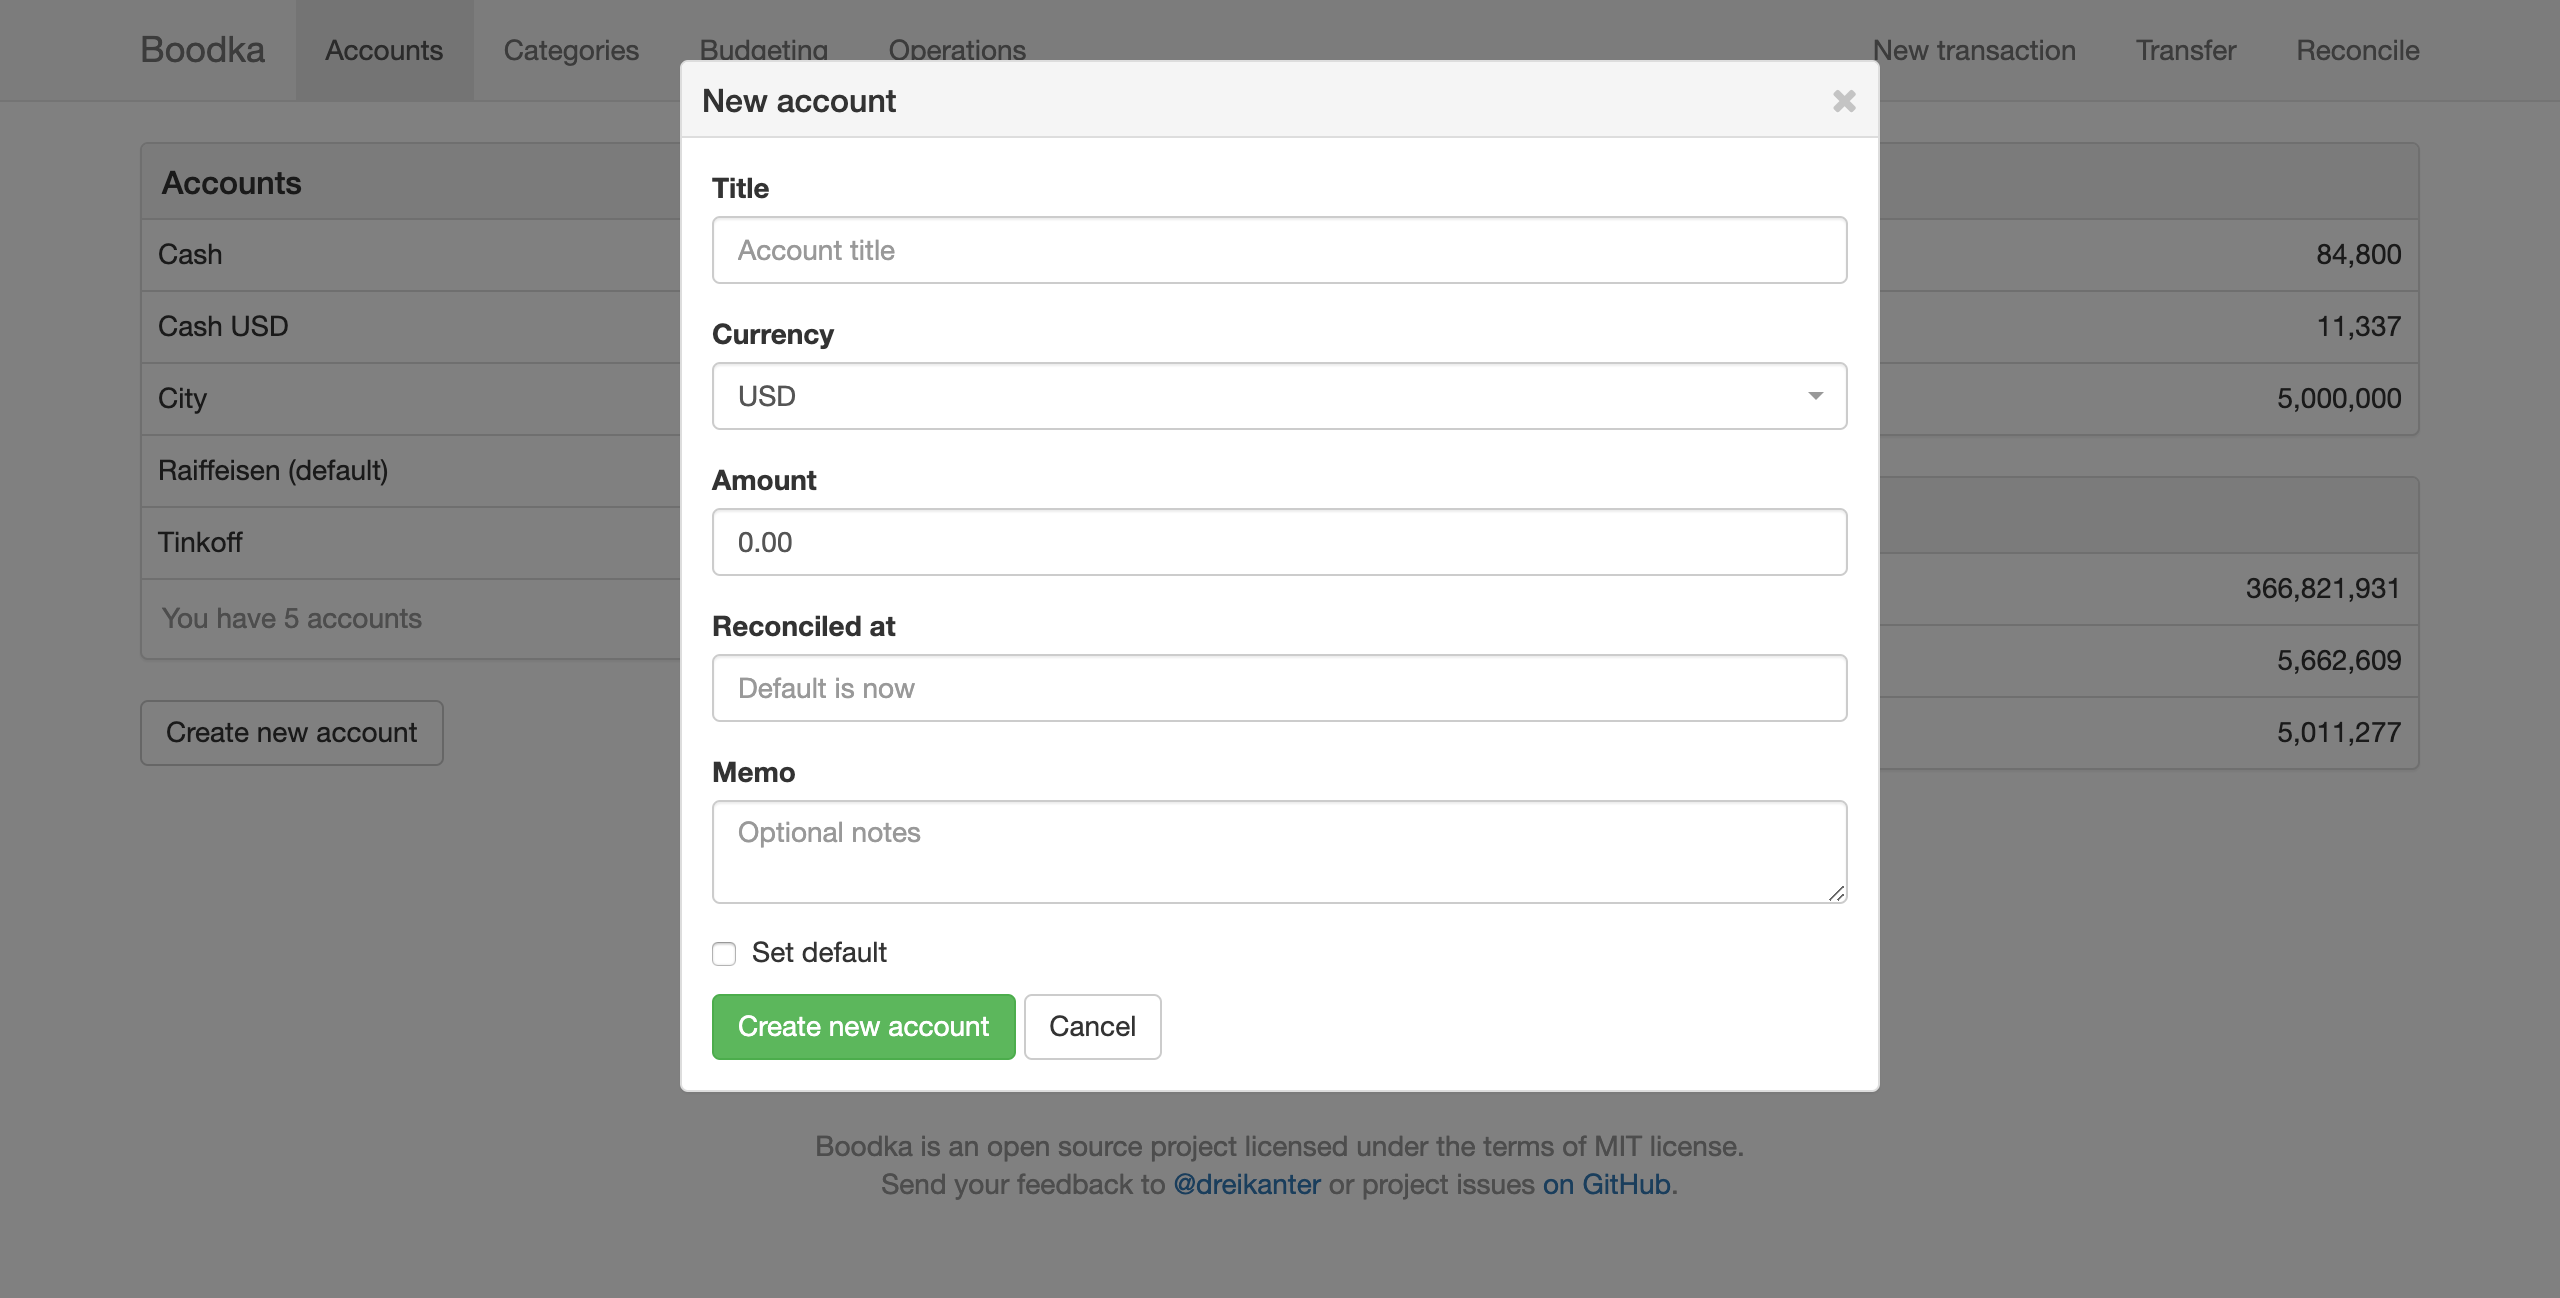 Boodka Accounts Categories Budgeting Operations New transaction Transfer Reconcile
New account
Title
Account title
Currency
USD
Amount
0.00
Reconciled at
Default is now
Memo
Optional notes
Set default
Create new account Cancel
Accounts
Cash
Cash USD
City
Raiffeisen (default)
Tinkoff
You have 5 accounts
Create new account
84,800
11,337
5,000,000
366,821,931
5,662,609
5,011,277
Boodka is an open source project licensed under the terms of MIT license.
Send your feedback to @dreikanter or project issues on GitHub.